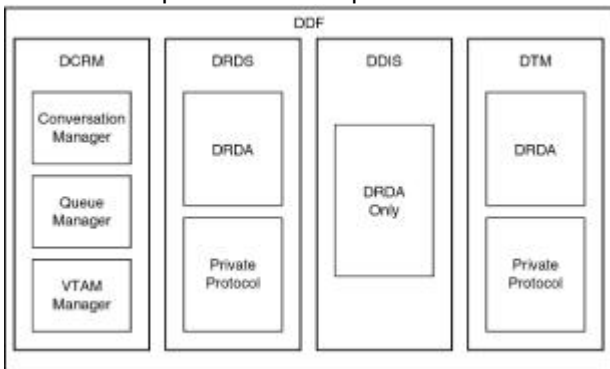 DDF
DCRM
Conversation
Manager
Queue
Manager
VTAM
Manager
DRDS
DRDA
Private
Protocol
DDIS
DRDA
Only
DTM
DRDA
Private
Protocol